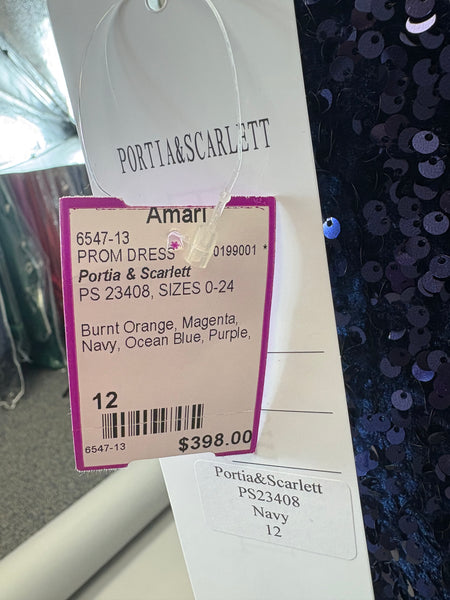 PORTIA&SCARLETT
Amari
6547-13
PROM DRESS* 0199001 *
Portia & Scarlett
PS 23408, SIZES 0-24
Burnt Orange, Magenta,
Navy, Ocean Blue, Purple,
12
6547-13
$398.00
Portia&Scarlett
PS23408
Navy
12